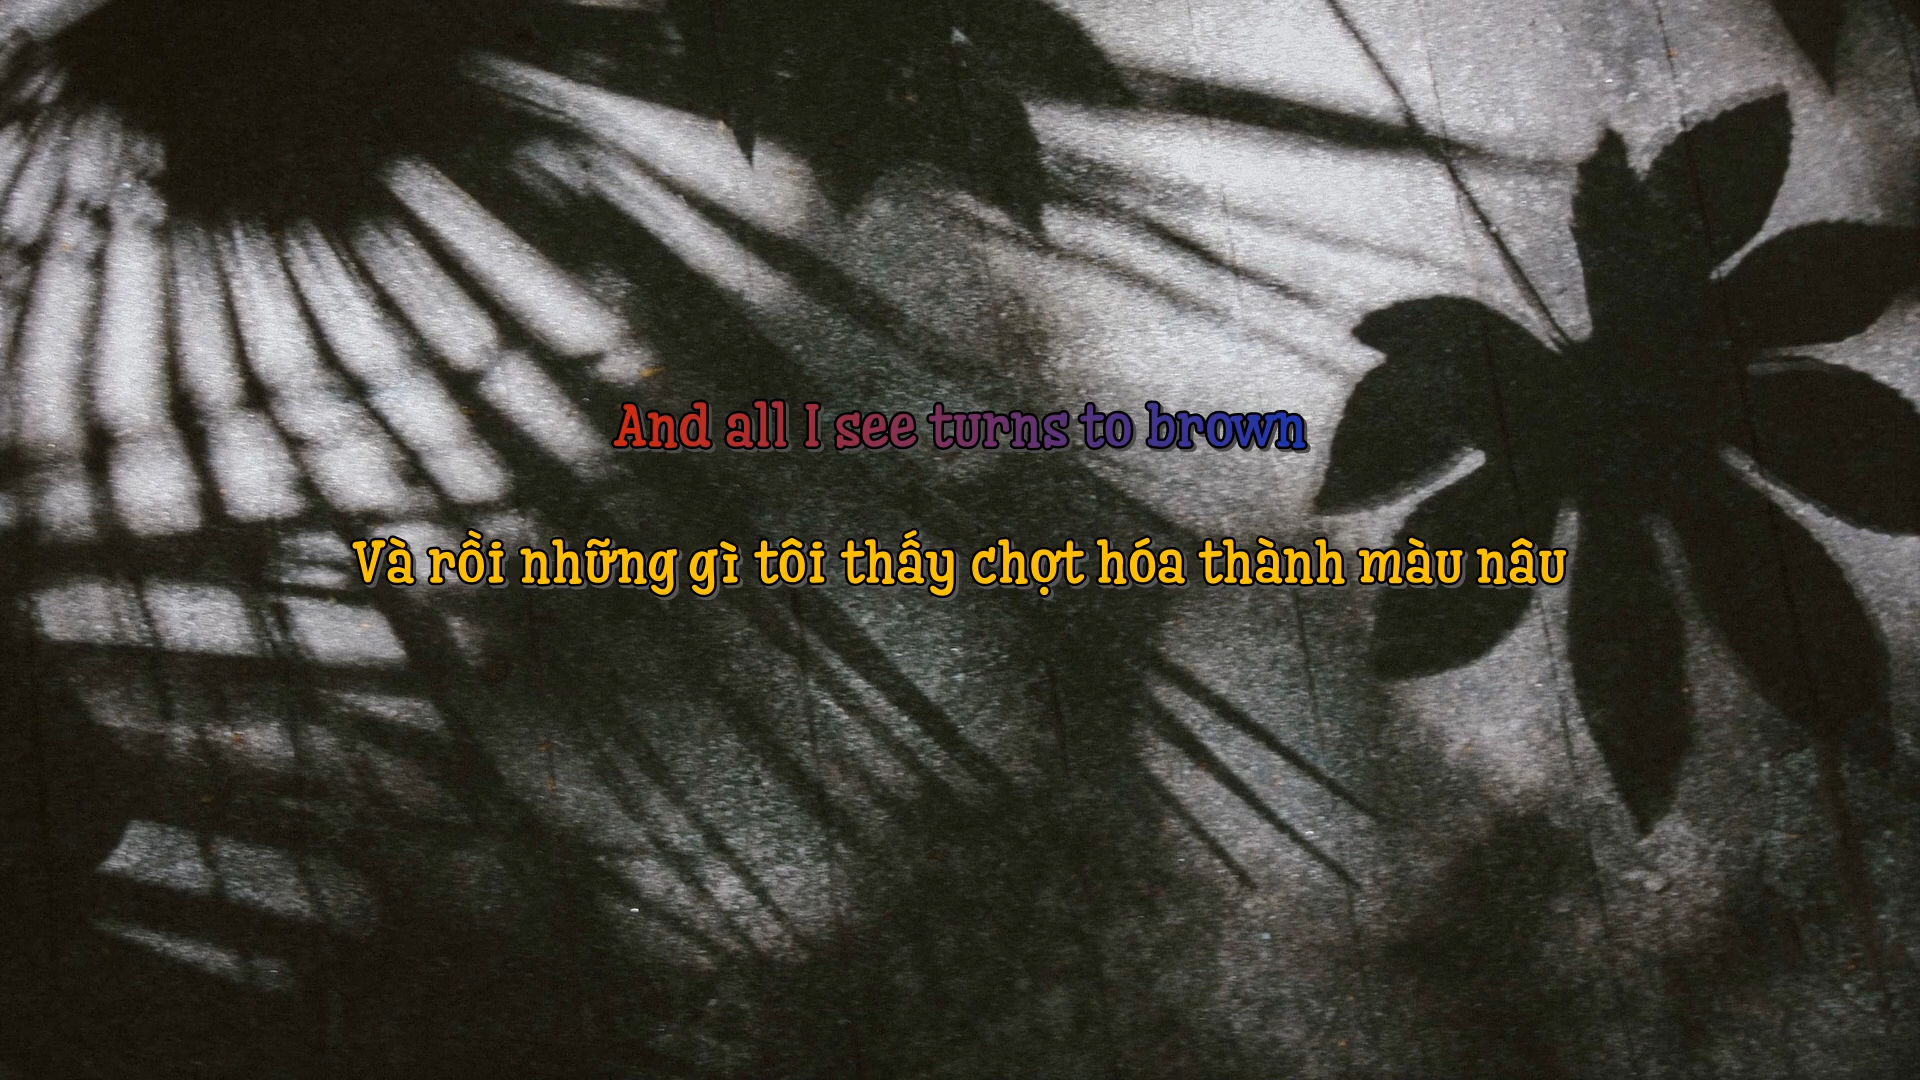 And all I see turns to brown
Và rồi những gì tôi thấy chợt hóa thành màu nâu